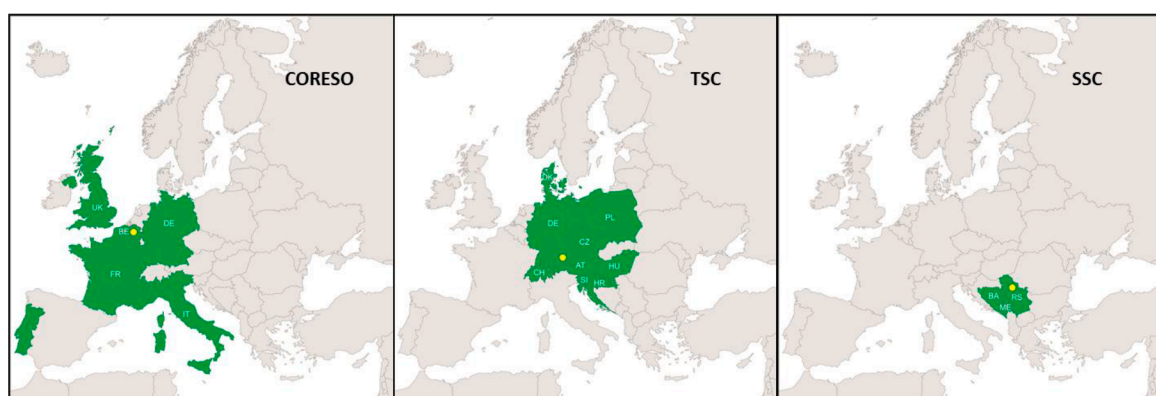 CORESO
UK
BE
DE
FR
IT
TSC
DK
DE
PL
CZ
CH
AT
HU
SI
HR
SSC
BA
RS
ME